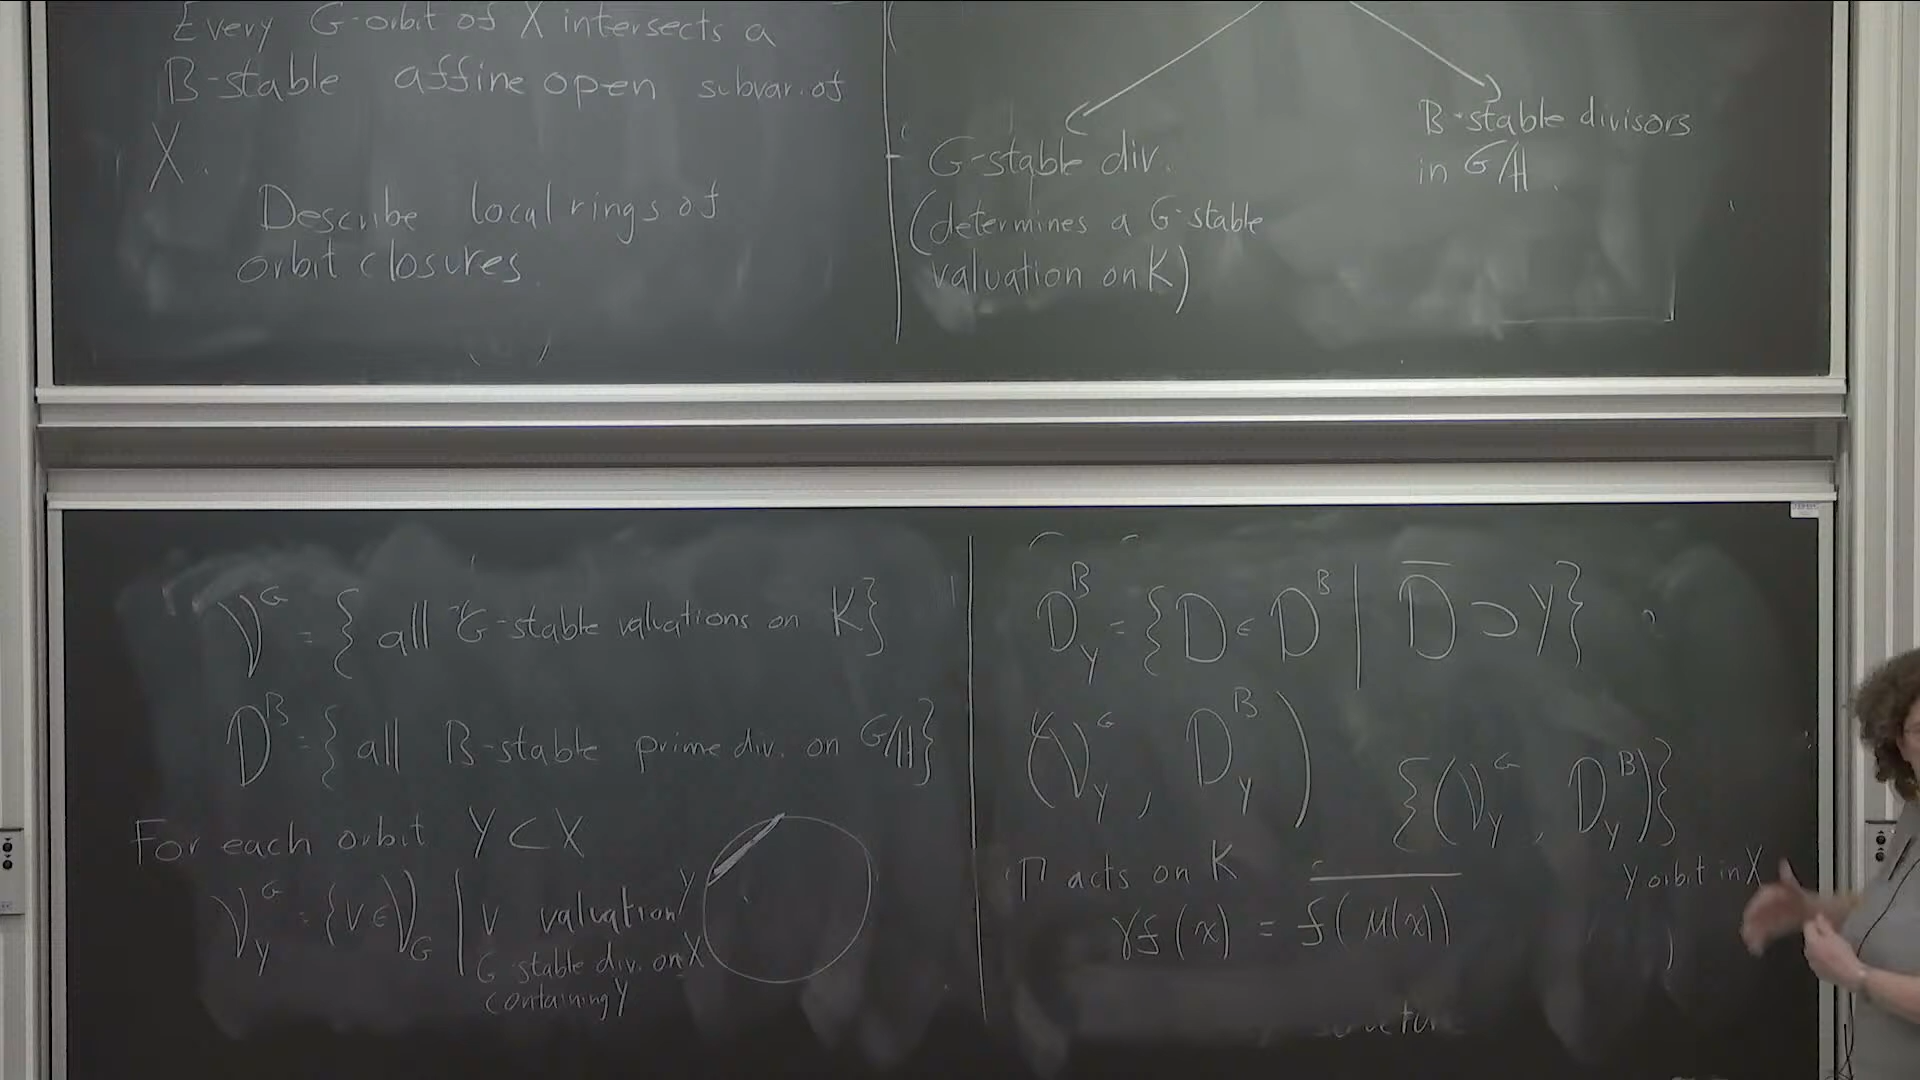 Every G-orbit of X intersects a
B-stable affine open subvar. of
X.
Describe local rings of
orbit closures.
G-stable div.
(determines a G-stable
valuation on K)
B-stable divisors
in G/H.
V^G = { all G-stable valuations on K}
D^B = { all B-stable prime div. on G/H}
For each orbit Y ⊂ X
V_Y^G = {v ∈ V_G | v valuation
G-stable div. on X
containing Y
Y
D_Y^B = {D ∈ D^B | D̅ ⊃ Y}
(V_Y^G, D_Y^B)
{(V_Y^G, D_Y^B)}
Y orbit in X
Γ acts on K
γf(x) = f(μ(x))